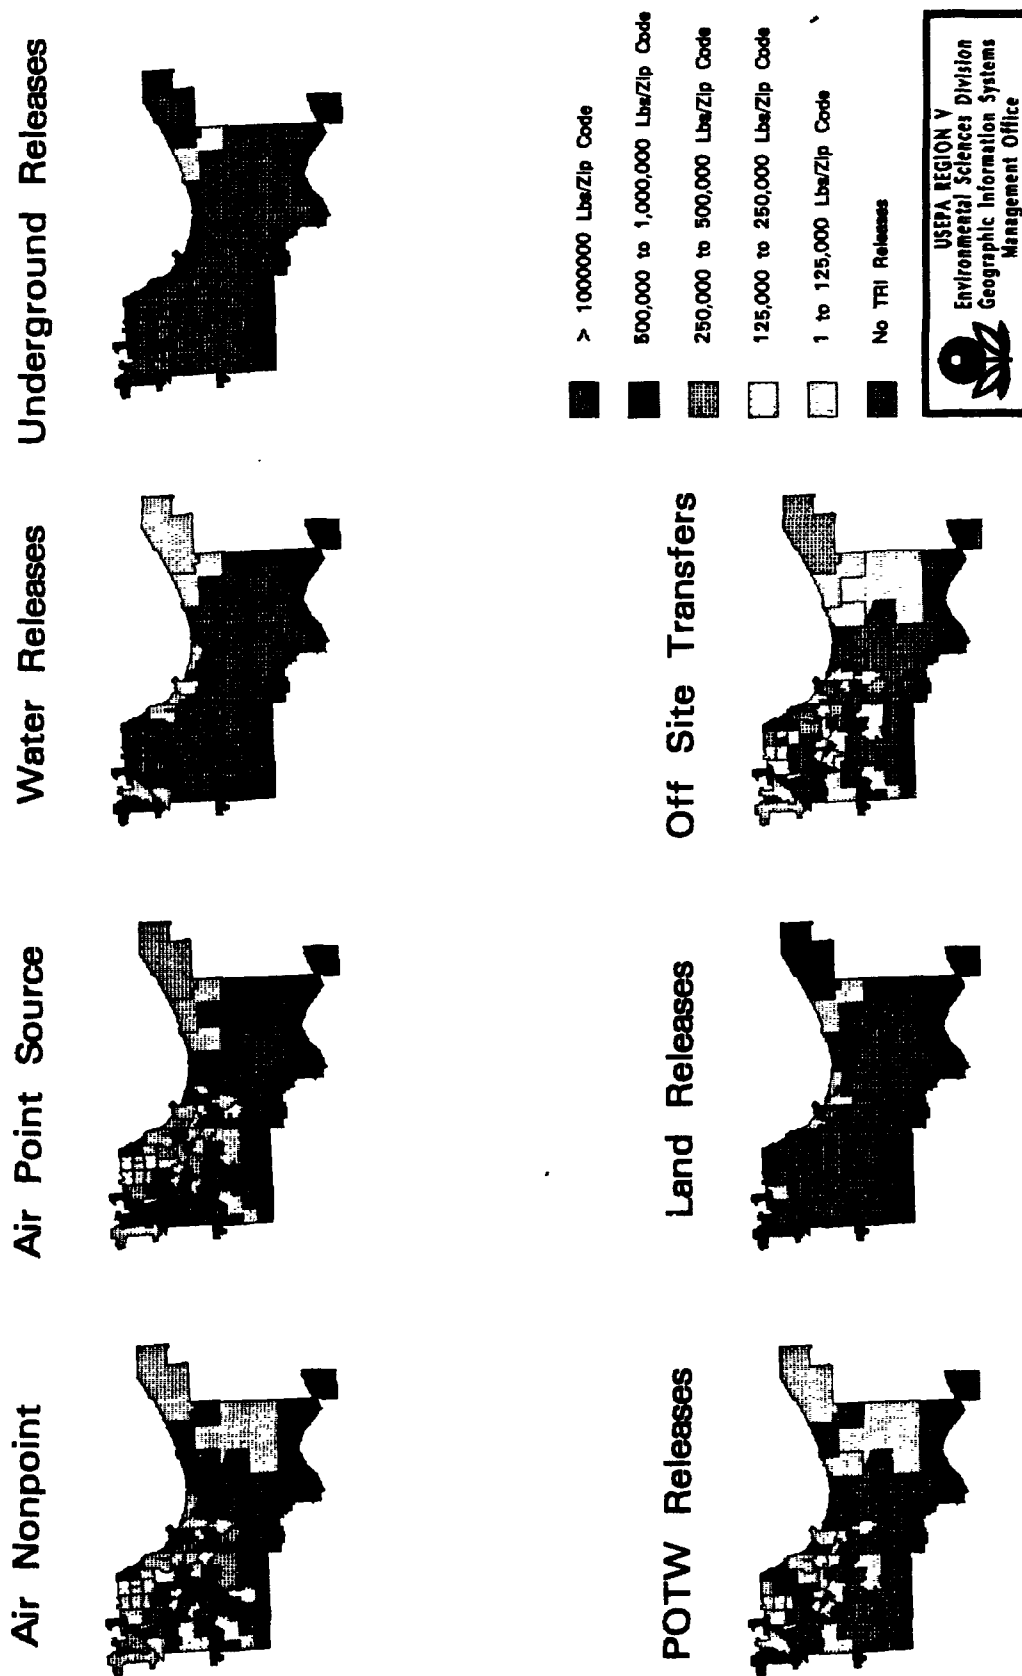 Air Nonpoint
Air Point Source
Water Releases
Underground Releases
POTW Releases
Land Releases
Off Site Transfers
> 1000000 Lbs/Zip Code
500,000 to 1,000,000 Lbs/Zip Code
250,000 to 500,000 Lbs/Zip Code
125,000 to 250,000 Lbs/Zip Code
1 to 125,000 Lbs/Zip Code
No TRI Releases
USEPA REGION V
Environmental Sciences Division
Geographic Information Systems
Management Office